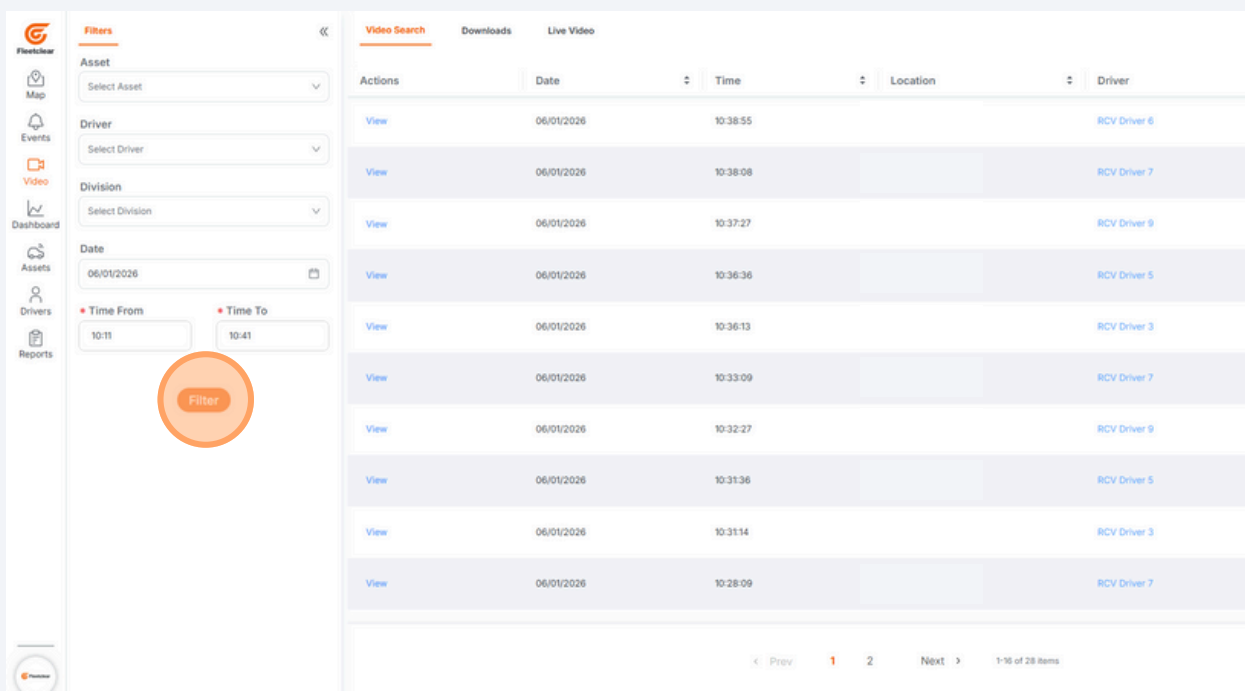 Fleetclear
Map
Events
Video
Dashboard
Assets
Drivers
Reports
Fleetclear
Filters
Asset
Select Asset
Driver
Select Driver
Division
Select Division
Date
06/01/2026
* Time From * Time To
10:11 10:41
Filter
Video Search Downloads Live Video
Actions Date Time Location Driver
View 06/01/2026 10:38:55 RCV Driver 6
View 06/01/2026 10:38:08 RCV Driver 7
View 06/01/2026 10:37:27 RCV Driver 9
View 06/01/2026 10:36:36 RCV Driver 5
View 06/01/2026 10:36:13 RCV Driver 3
View 06/01/2026 10:33:09 RCV Driver 7
View 06/01/2026 10:32:27 RCV Driver 9
View 06/01/2026 10:31:36 RCV Driver 5
View 06/01/2026 10:31:14 RCV Driver 3
View 06/01/2026 10:28:09 RCV Driver 7
< Prev 1 2 Next > 1-16 of 28 items